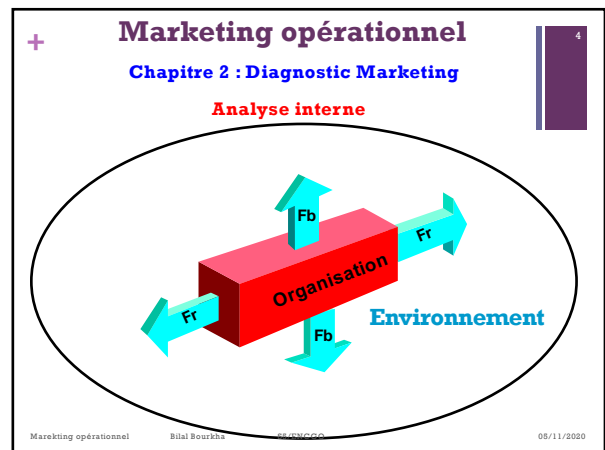 +
Marketing opérationnel
4
Chapitre 2 : Diagnostic Marketing
Analyse interne
Fb
Fr
Organisation
Fr
Environnement
Fb
Marekting opérationnel Bilal Bourkha 05/11/2020